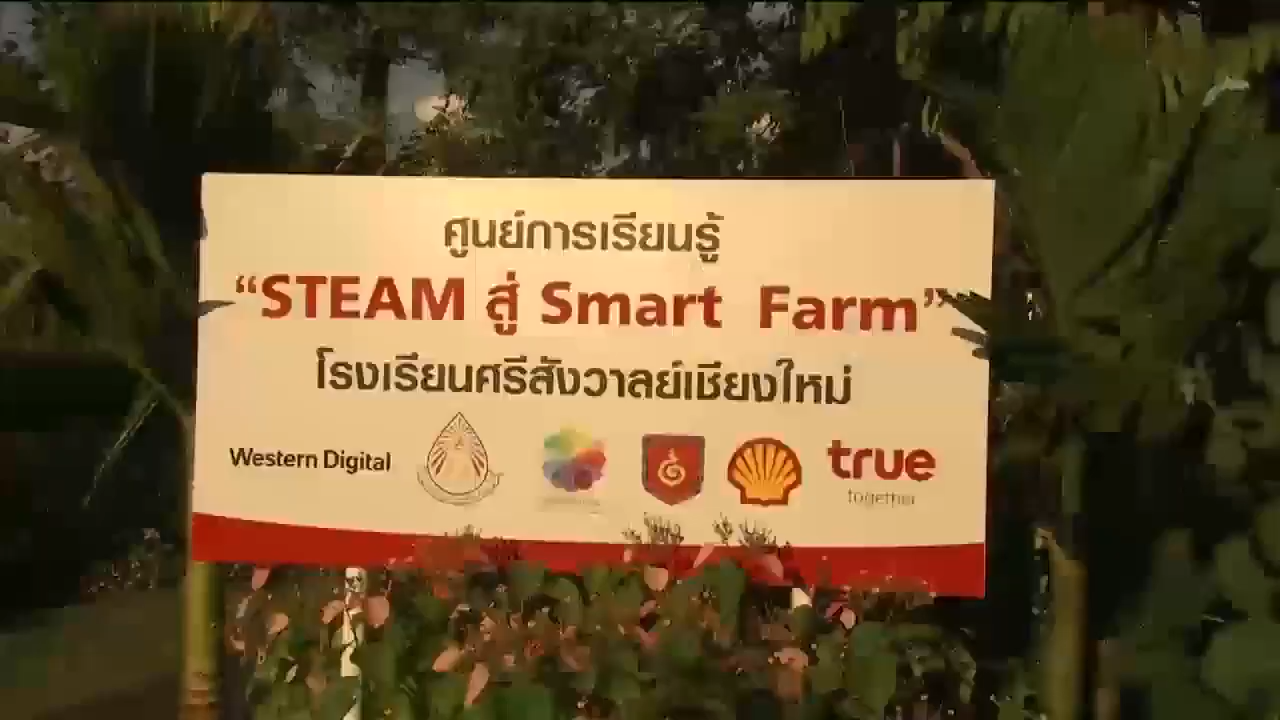 ศูนย์การเรียนรู้
“STEAM สู่ Smart Farm”
โรงเรียนศรีสังวาลย์เชียงใหม่
Western Digital
true
together